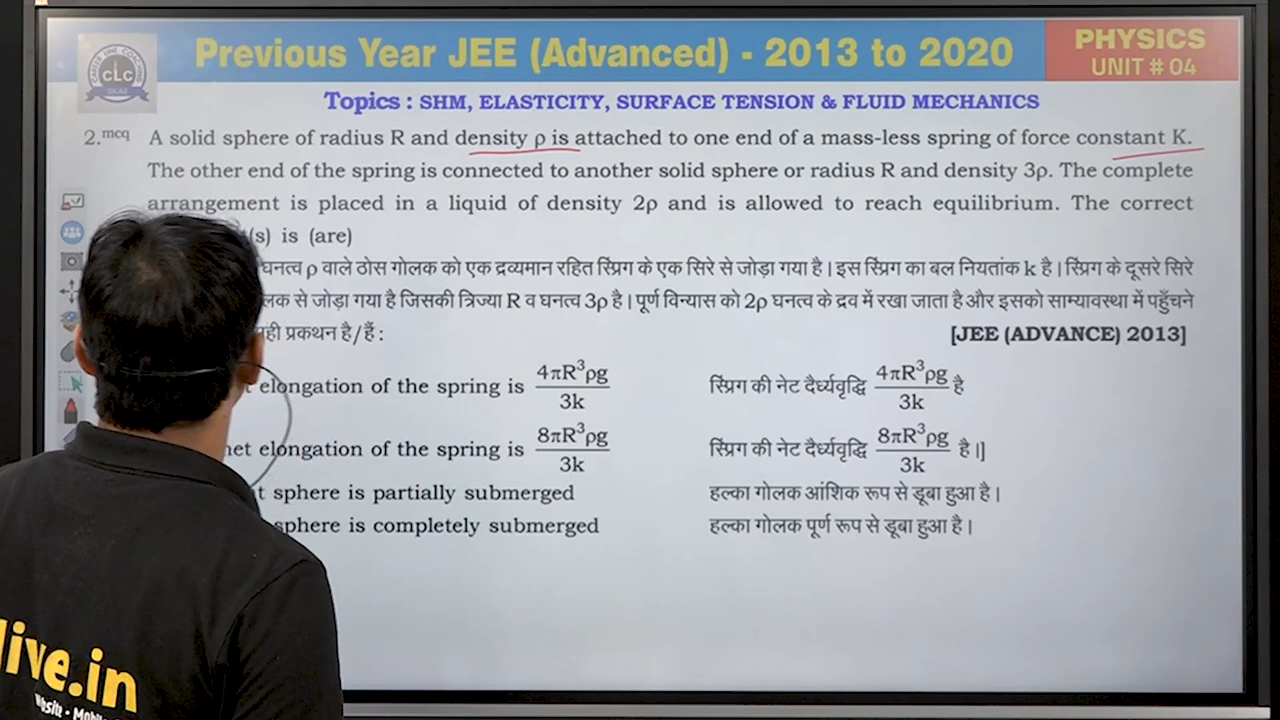 Previous Year JEE (Advanced) - 2013 to 2020
PHYSICS
UNIT # 04
CLC
Topics : SHM, ELASTICITY, SURFACE TENSION & FLUID MECHANICS
2.mcq A solid sphere of radius R and density ρ is attached to one end of a mass-less spring of force constant K.
The other end of the spring is connected to another solid sphere or radius R and density 3ρ. The complete
arrangement is placed in a liquid of density 2ρ and is allowed to reach equilibrium. The correct
(s) is (are)
घनत्व ρ वाले ठोस गोलक को एक द्रव्यमान रहित स्प्रिंग के एक सिरे से जोड़ा गया है। इस स्प्रिंग का बल नियतांक k है। स्प्रिंग के दूसरे सिरे
लक से जोड़ा गया है जिसकी त्रिज्या R व घनत्व 3ρ है। पूर्ण विन्यास को 2ρ घनत्व के द्रव में रखा जाता है और इसको साम्यावस्था में पहुँचने
ही प्रकथन है/हैं : [JEE (ADVANCE) 2013]
elongation of the spring is 4πR³ρg/3k स्प्रिंग की नेट दैर्ध्यवृद्धि 4πR³ρg/3k है
net elongation of the spring is 8πR³ρg/3k स्प्रिंग की नेट दैर्ध्यवृद्धि 8πR³ρg/3k है।]
t sphere is partially submerged हल्का गोलक आंशिक रूप से डूबा हुआ है।
sphere is completely submerged हल्का गोलक पूर्ण रूप से डूबा हुआ है।
live.in